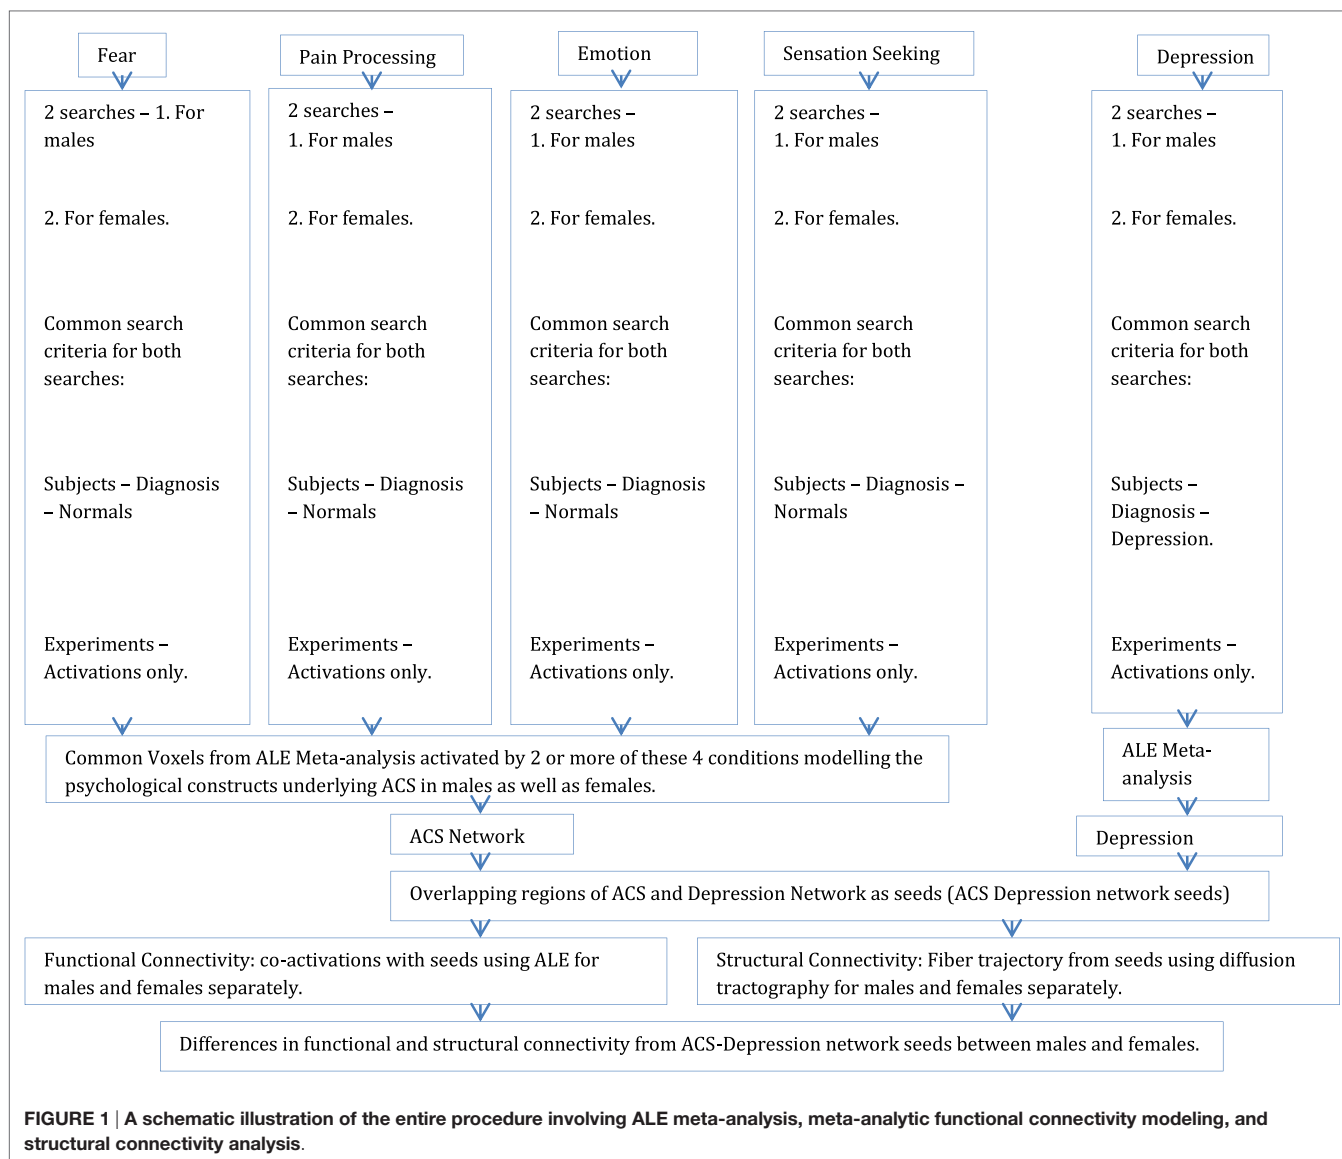 Fear
Pain Processing
Emotion
Sensation Seeking
Depression
2 searches – 1. For
males
2. For females.
Common search
criteria for both
searches:
Subjects – Diagnosis
– Normals
Experiments –
Activations only.
2 searches –
1. For males
2. For females.
Common search
criteria for both
searches:
Subjects – Diagnosis
– Normals
Experiments –
Activations only.
2 searches –
1. For males
2. For females.
Common search
criteria for both
searches:
Subjects – Diagnosis
– Normals
Experiments –
Activations only.
2 searches –
1. For males
2. For females.
Common search
criteria for both
searches:
Subjects – Diagnosis –
Normals
Experiments –
Activations only.
2 searches –
1. For males
2. For females.
Common search
criteria for both
searches:
Subjects –
Diagnosis –
Depression.
Experiments –
Activations only.
Common Voxels from ALE Meta-analysis activated by 2 or more of these 4 conditions modelling the
psychological constructs underlying ACS in males as well as females.
ALE Meta-
analysis
ACS Network
Depression
Overlapping regions of ACS and Depression Network as seeds (ACS Depression network seeds)
Functional Connectivity: co-activations with seeds using ALE for
males and females separately.
Structural Connectivity: Fiber trajectory from seeds using diffusion
tractography for males and females separately.
Differences in functional and structural connectivity from ACS-Depression network seeds between males and females.
FIGURE 1 | A schematic illustration of the entire procedure involving ALE meta-analysis, meta-analytic functional connectivity modeling, and
structural connectivity analysis.